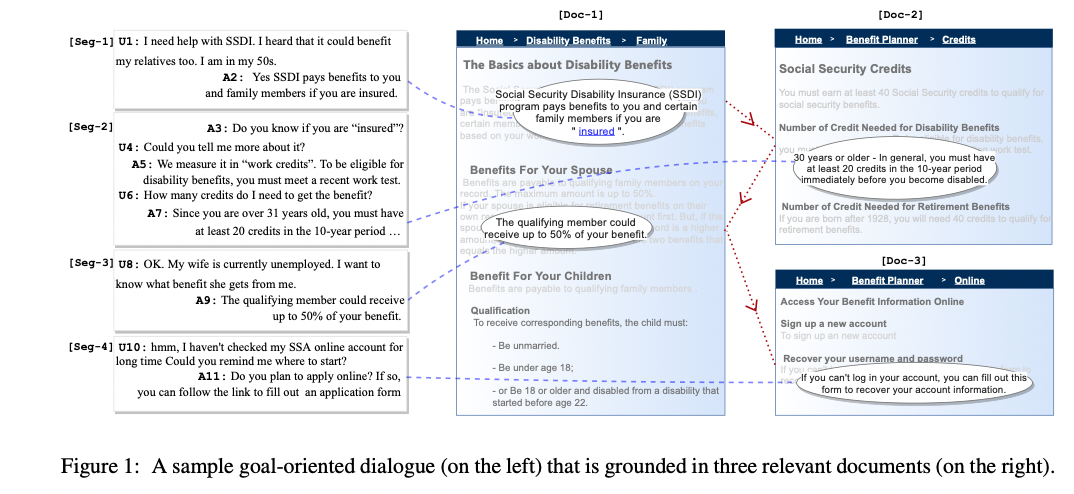 [Seg-1] U1: I need help with SSDI. I heard that it could benefit
my relatives too. I am in my 50s.
A2: Yes SSDI pays benefits to you
and family members if you are insured.
[Seg-2] A3: Do you know if you are “insured”?
U4: Could you tell me more about it?
A5: We measure it in “work credits”. To be eligible for
disability benefits, you must meet a recent work test.
U6: How many credits do I need to get the benefit?
A7: Since you are over 31 years old, you must have
at least 20 credits in the 10-year period …
[Seg-3] U8: OK. My wife is currently unemployed. I want to
know what benefit she gets from me.
A9: The qualifying member could receive
up to 50% of your benefit.
[Seg-4] U10: hmm, I haven't checked my SSA online account for
long time Could you remind me where to start?
A11: Do you plan to apply online? If so,
you can follow the link to fill out an application form
[Doc-1]
Home > Disability Benefits > Family
The Basics about Disability Benefits
Social Security Disability Insurance (SSDI)
program pays benefits to you and certain
family members if you are
" insured ".
based on your
Benefits For Your Spouse
Benefits are payable to qualifying family members on your
record. The maximum amount is up to 50%.
The qualifying member could
receive up to 50% of your benefit.
equals the higher amount.
Benefit For Your Children
Benefits are payable to qualifying family members .
Qualification
To receive corresponding benefits, the child must:
- Be unmarried.
- Be under age 18;
- or Be 18 or older and disabled from a disability that
started before age 22.
[Doc-2]
Home > Benefit Planner > Credits
Social Security Credits
You must earn at least 40 Social Security credits to qualify for
social security benefits.
Number of Credit Needed for Disability Benefits
30 years or older - In general, you must have
at least 20 credits in the 10-year period
immediately before you become disabled.
Number of Credit Needed for Retirement Benefits
If you are born after 1928, you will need 40 credits to qualify for
retirement benefits.
[Doc-3]
Home > Benefit Planner > Online
Access Your Benefit Information Online
Sign up a new account
To sign up a new account
Recover your username and password
If you can't log in your account, you can fill out this
form to recover your account information.
Figure 1: A sample goal-oriented dialogue (on the left) that is grounded in three relevant documents (on the right).